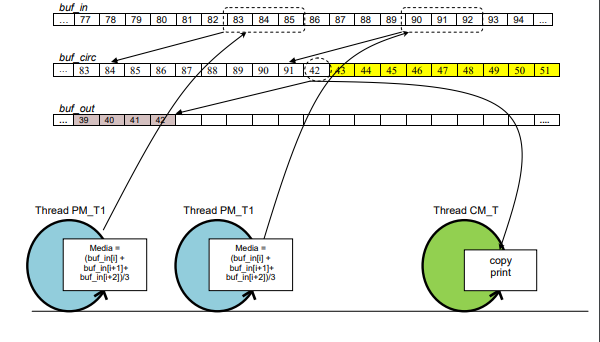 buf_in
... 77 78 79 80 81 82 83 84 85 86 87 88 89 90 91 92 93 94 ...
buf_circ
... 83 84 85 86 87 88 89 90 91 42 43 44 45 46 47 48 49 50 51
buf_out
... 39 40 41 42 ....
Thread PM_T1
Thread PM_T1
Thread CM_T
Media =
(buf_in[i] +
buf_in[i+1]+
buf_in[i+2])/3
Media =
(buf_in[i] +
buf_in[i+1]+
buf_in[i+2])/3
copy
print